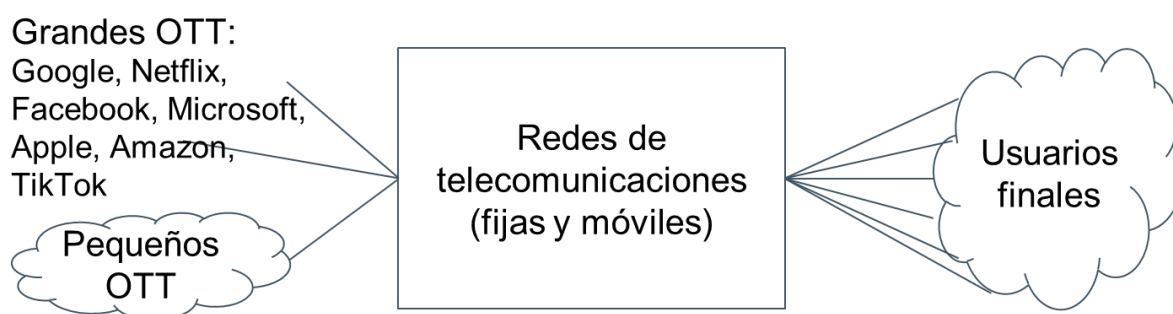 Grandes OTT:
Google, Netflix,
Facebook, Microsoft,
Apple, Amazon,
TikTok
Pequeños
OTT
Redes de
telecomunicaciones
(fijas y móviles)
Usuarios
finales